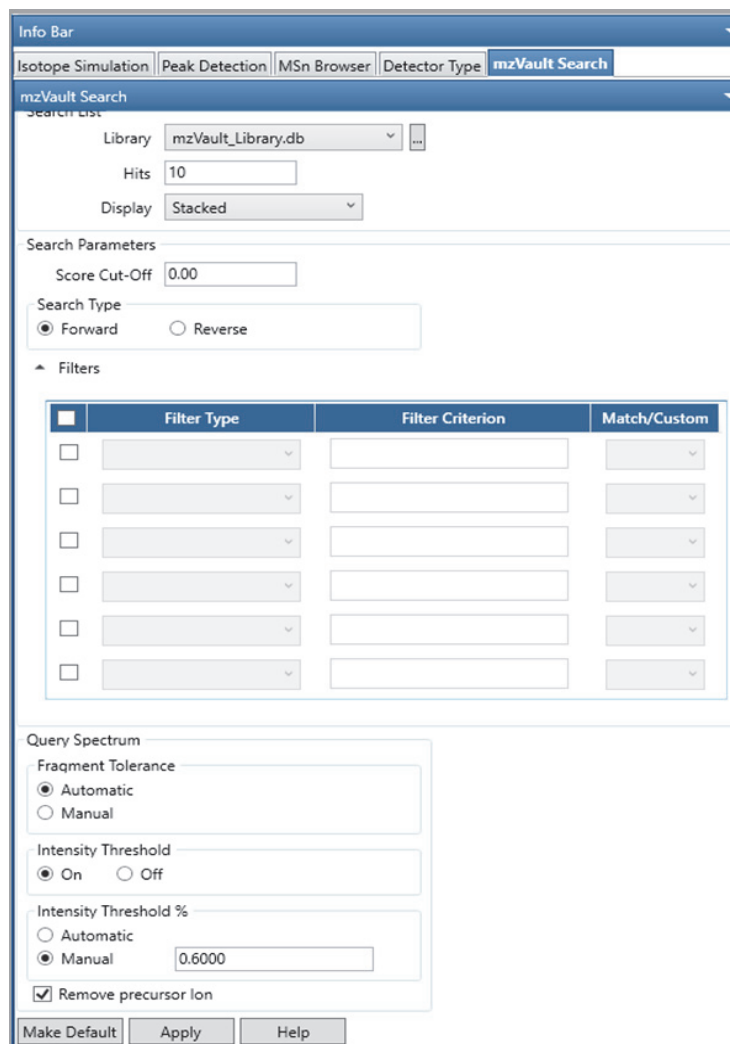 Info Bar
Isotope Simulation Peak Detection MSn Browser Detector Type mzVault Search
mzVault Search
Search List
Library mzVault_Library.db ...
Hits 10
Display Stacked
Search Parameters
Score Cut-Off 0.00
Search Type
Forward Reverse
Filters
Filter Type Filter Criterion Match/Custom
Query Spectrum
Fragment Tolerance
Automatic
Manual
Intensity Threshold
On Off
Intensity Threshold %
Automatic
Manual 0.6000
Remove precursor Ion
Make Default Apply Help